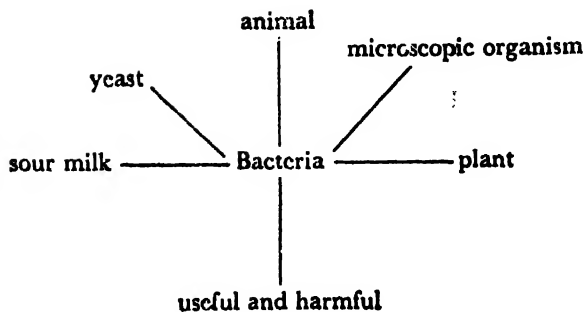 animal
microscopic organism
yeast
sour milk
Bacteria
plant
useful and harmful